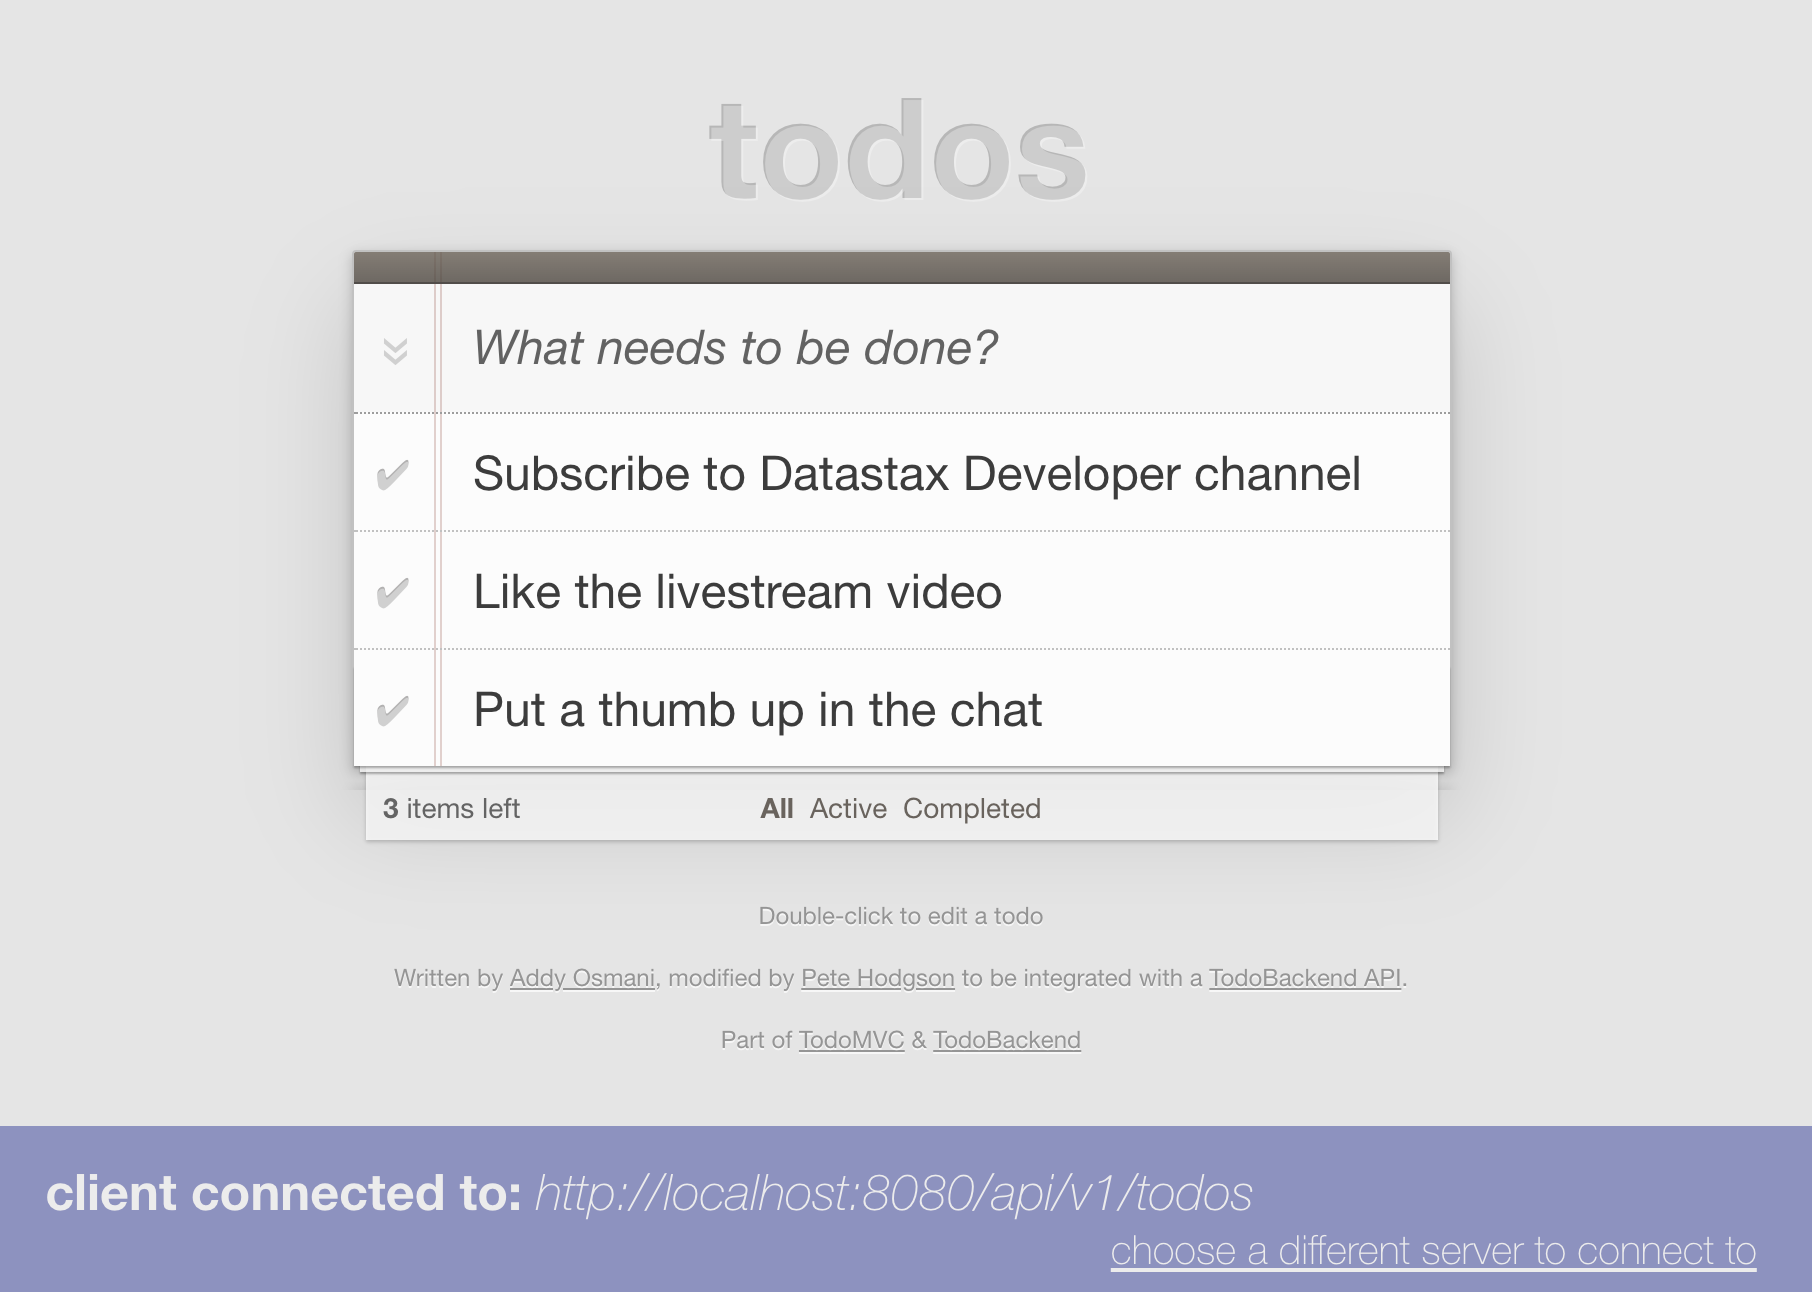 todos
What needs to be done?
Subscribe to Datastax Developer channel
Like the livestream video
Put a thumb up in the chat
3 items left All Active Completed
Double-click to edit a todo
Written by Addy Osmani, modified by Pete Hodgson to be integrated with a TodoBackend API.
Part of TodoMVC & TodoBackend
client connected to: http://localhost:8080/api/v1/todos
choose a different server to connect to